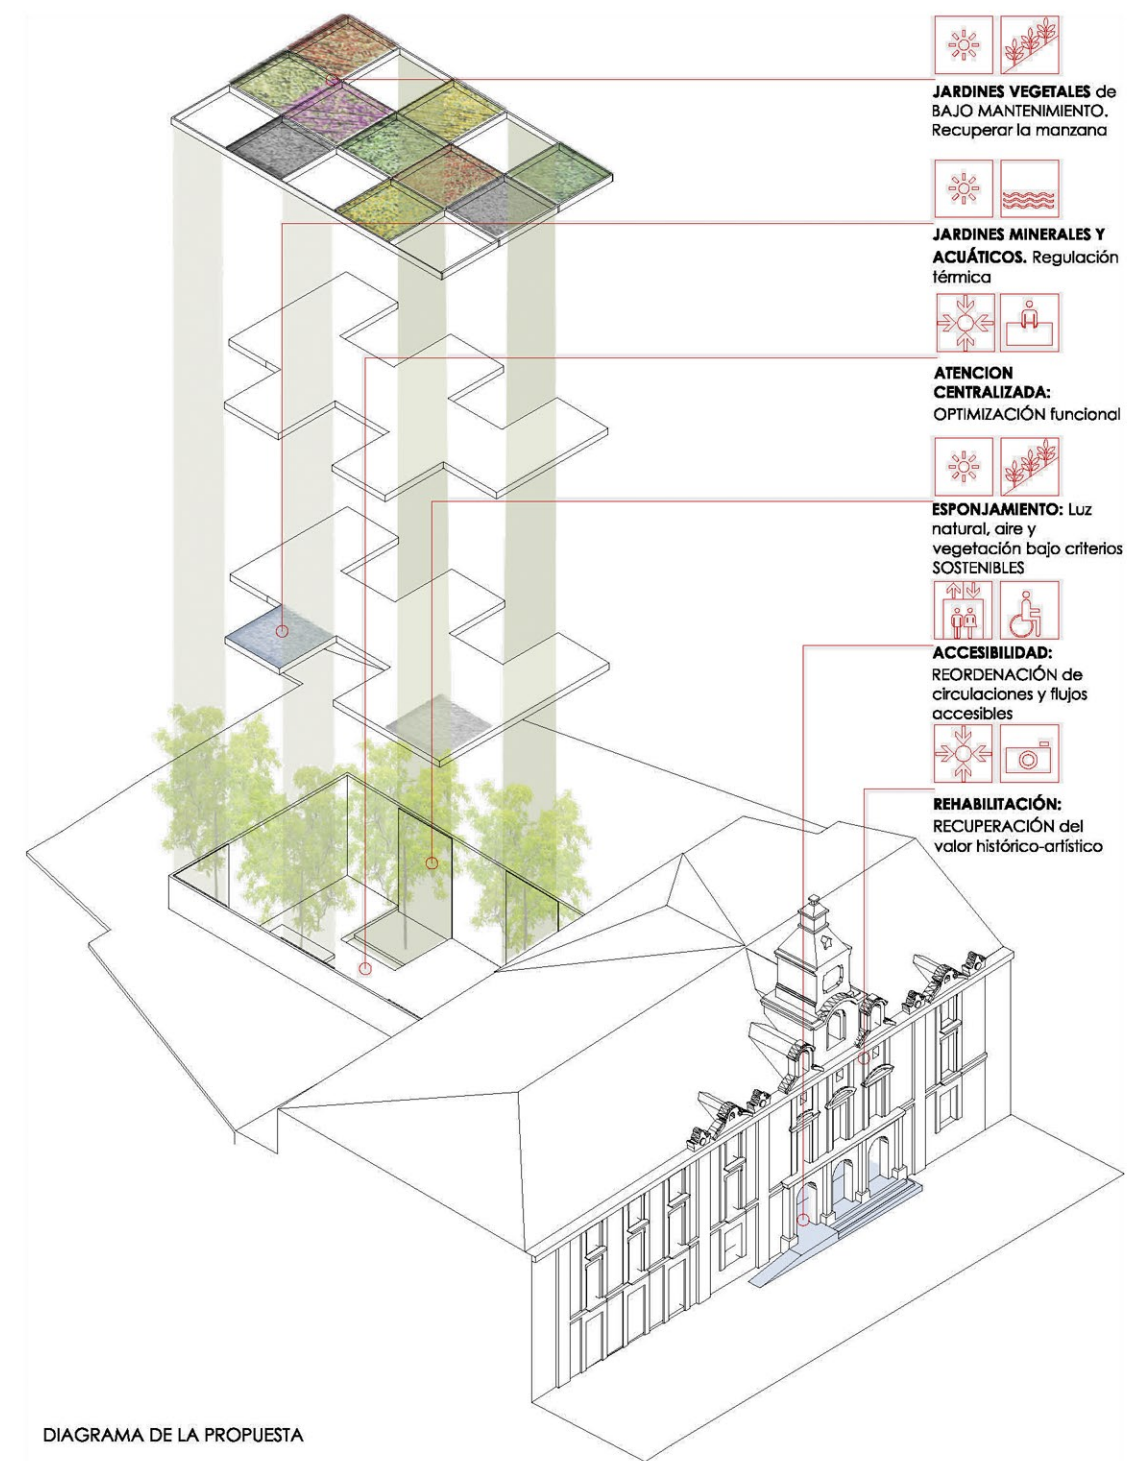 JARDINES VEGETALES de
BAJO MANTENIMIENTO.
Recuperar la manzana
JARDINES MINERALES Y
ACUÁTICOS. Regulación
térmica
ATENCION
CENTRALIZADA:
OPTIMIZACIÓN funcional
ESPONJAMIENTO: Luz
natural, aire y
vegetación bajo criterios
SOSTENIBLES
ACCESIBILIDAD:
REORDENACIÓN de
circulaciones y flujos
accesibles
REHABILITACIÓN:
RECUPERACIÓN del
valor histórico-artístico
DIAGRAMA DE LA PROPUESTA